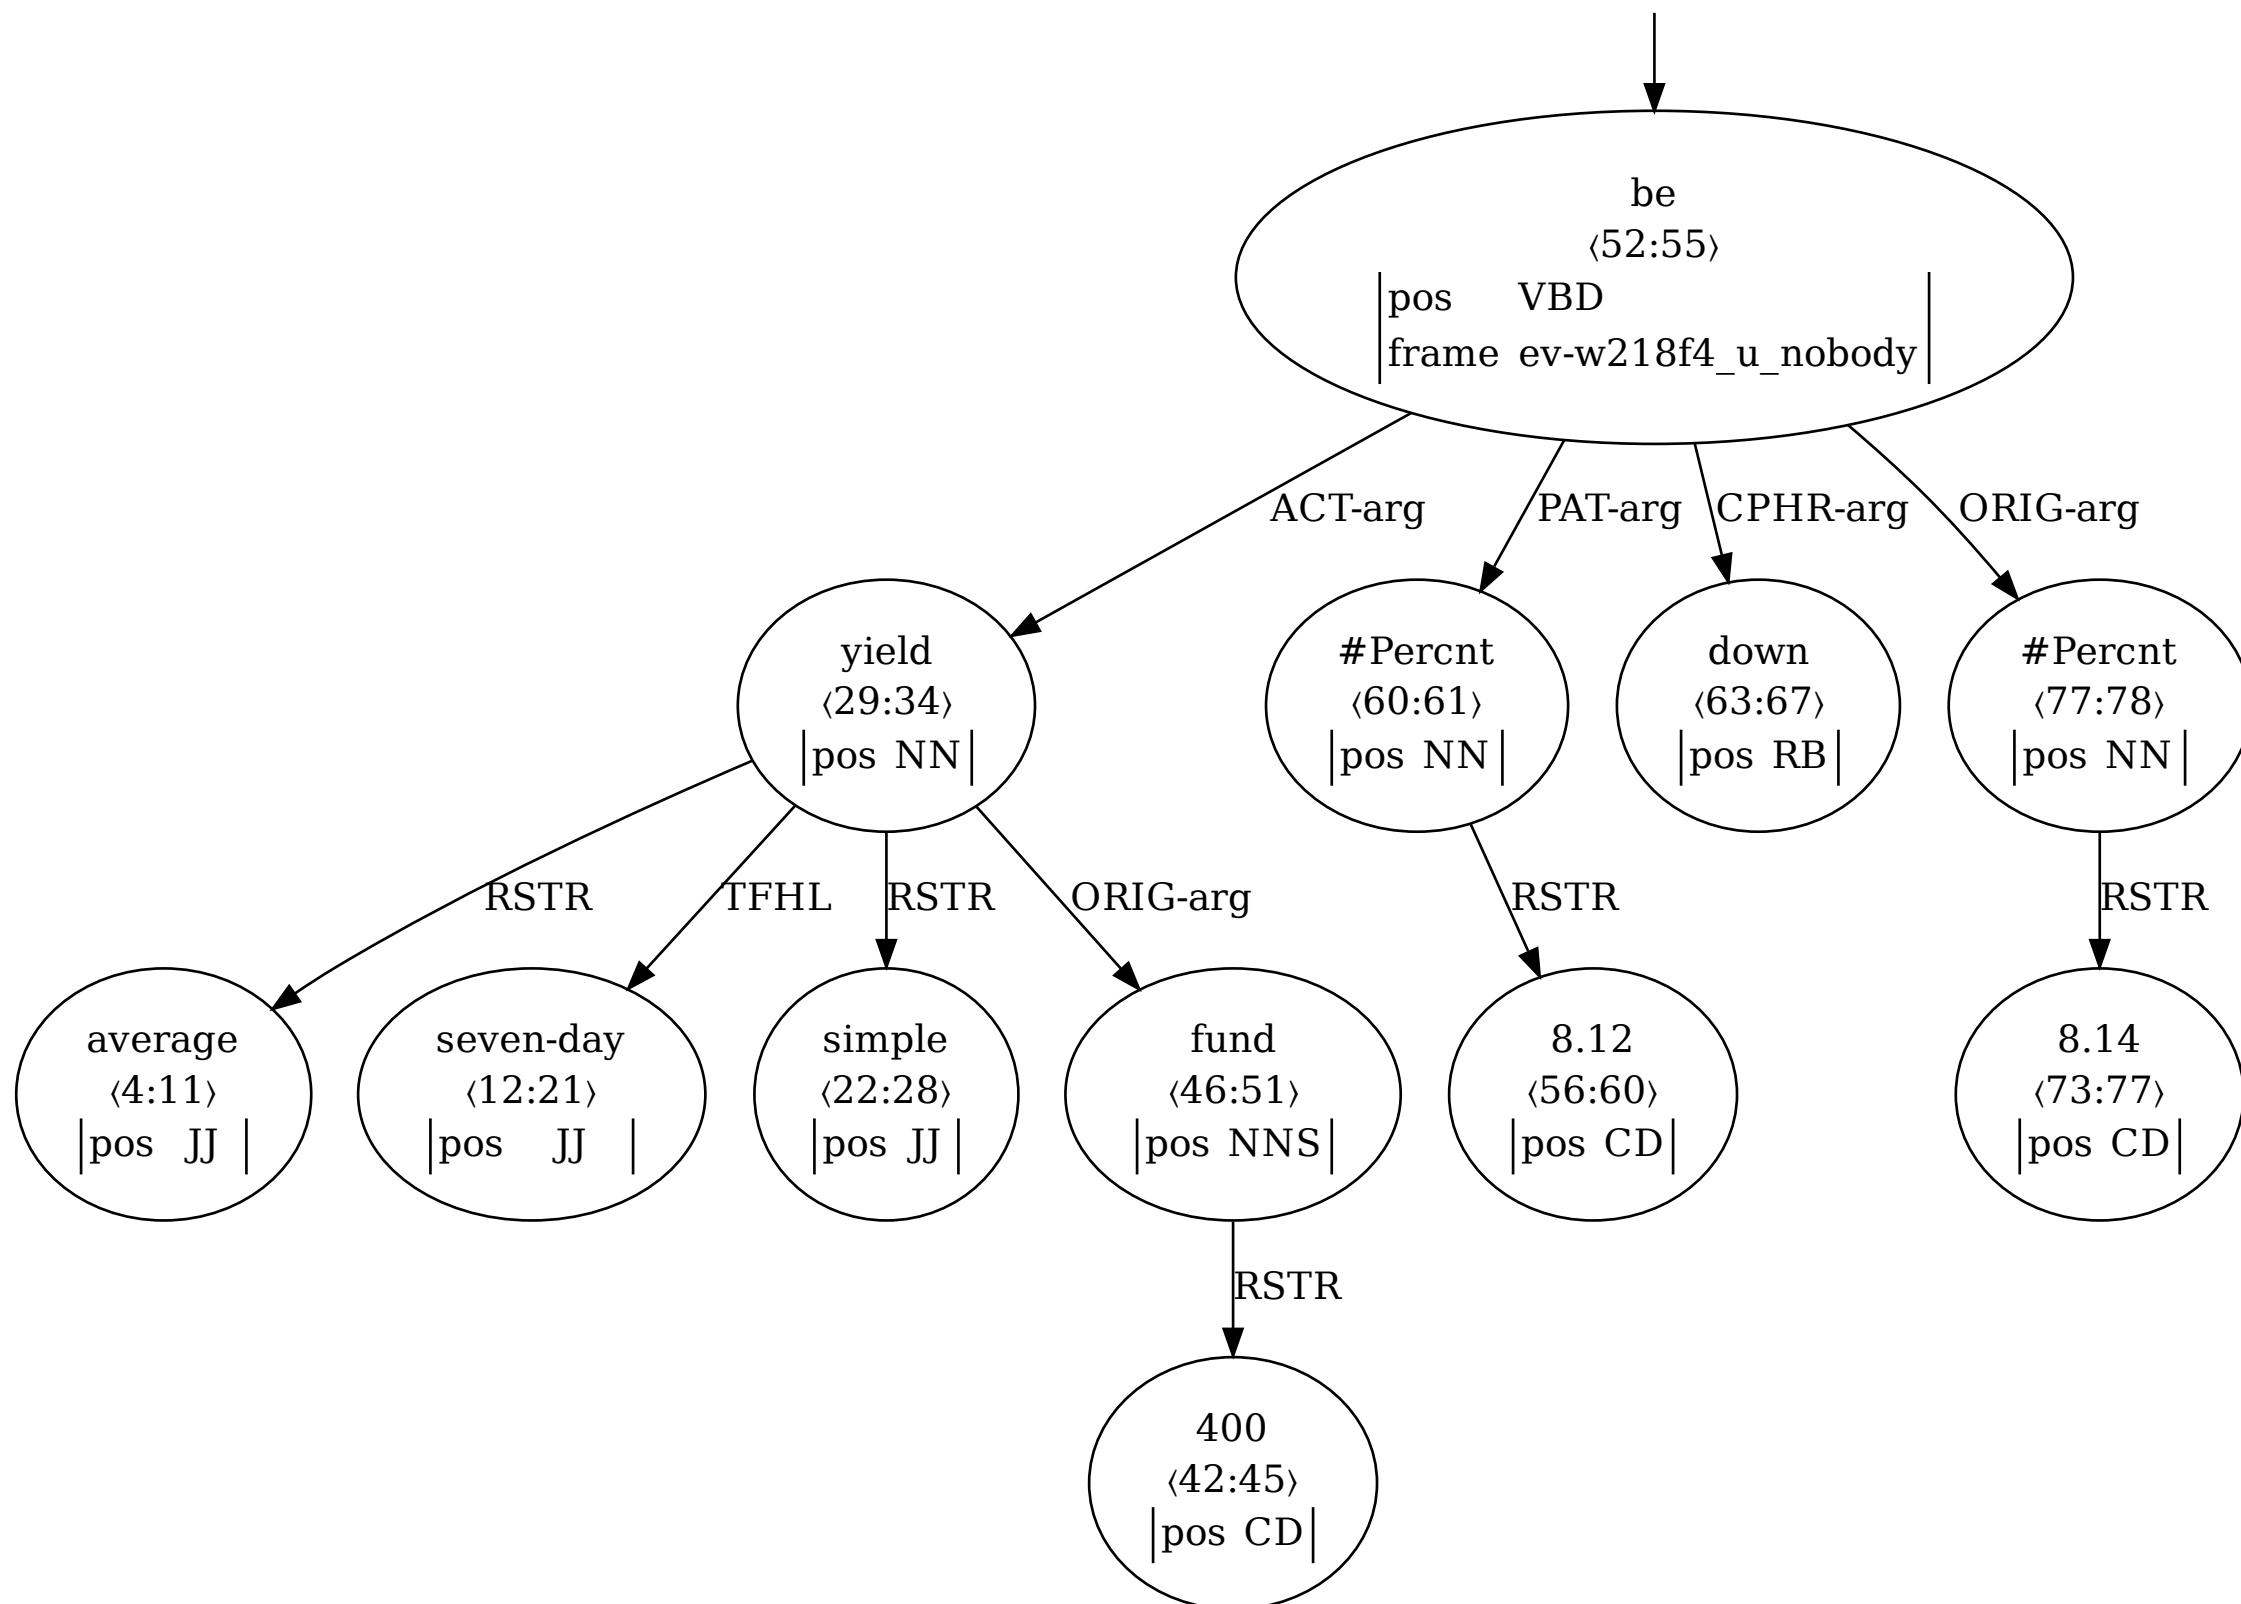 be
⟨52:55⟩
pos VBD
frame ev-w218f4_u_nobody
ACT-arg PAT-arg CPHR-arg ORIG-arg
yield #Percnt down #Percnt
⟨29:34⟩ ⟨60:61⟩ ⟨63:67⟩ ⟨77:78⟩
pos NN pos NN pos RB pos NN
RSTR TFHL RSTR ORIG-arg RSTR RSTR
average seven-day simple fund 8.12 8.14
⟨4:11⟩ ⟨12:21⟩ ⟨22:28⟩ ⟨46:51⟩ ⟨56:60⟩ ⟨73:77⟩
pos JJ pos JJ pos JJ pos NNS pos CD pos CD
RSTR
400
⟨42:45⟩
pos CD